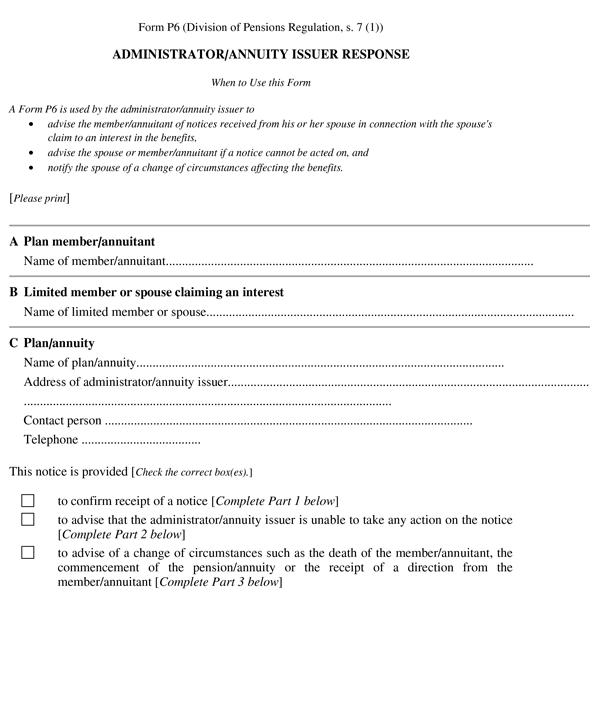 Form P6 (Division of Pensions Regulation, s. 7 (1))
ADMINISTRATOR/ANNUITY ISSUER RESPONSE
When to Use this Form
A Form P6 is used by the administrator/annuity issuer to
• advise the member/annuitant of notices received from his or her spouse in connection with the spouse's
claim to an interest in the benefits,
• advise the spouse or member/annuitant if a notice cannot be acted on, and
• notify the spouse of a change of circumstances affecting the benefits.
[Please print]
A Plan member/annuitant
Name of member/annuitant.................................................................................................................
B Limited member or spouse claiming an interest
Name of limited member or spouse.................................................................................................................
C Plan/annuity
Name of plan/annuity.................................................................................................................
Address of administrator/annuity issuer.................................................................................................................
.................................................................................................................
Contact person .................................................................................................................
Telephone .....................................
This notice is provided [Check the correct box(es).]
☐ to confirm receipt of a notice [Complete Part 1 below]
☐ to advise that the administrator/annuity issuer is unable to take any action on the notice
[Complete Part 2 below]
☐ to advise of a change of circumstances such as the death of the member/annuitant, the
commencement of the pension/annuity or the receipt of a direction from the
member/annuitant [Complete Part 3 below]